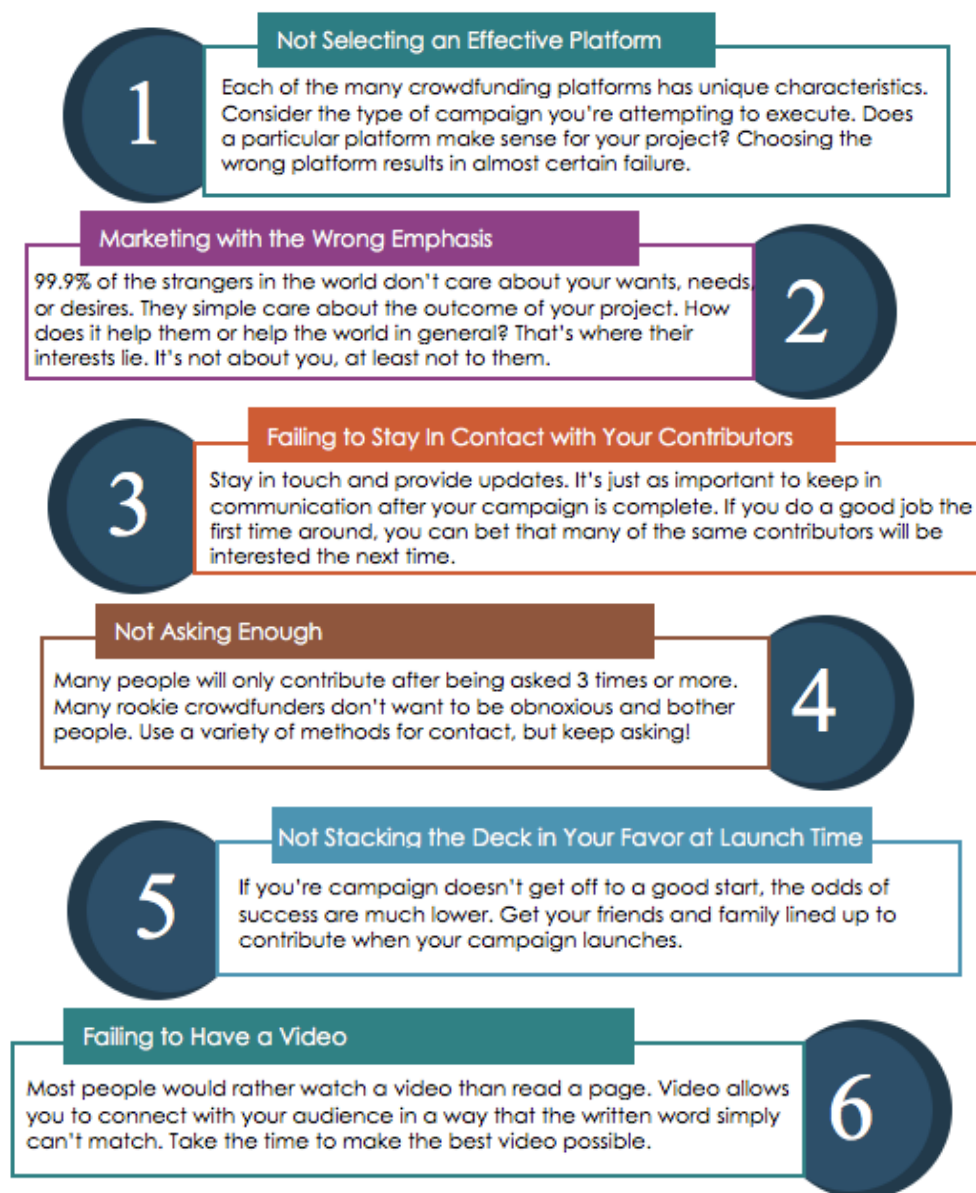 Not Selecting an Effective Platform
1
Each of the many crowdfunding platforms has unique characteristics.
Consider the type of campaign you're attempting to execute. Does
a particular platform make sense for your project? Choosing the
wrong platform results in almost certain failure.
Marketing with the Wrong Emphasis
99.9% of the strangers in the world don't care about your wants, needs,
or desires. They simple care about the outcome of your project. How
does it help them or help the world in general? That's where their
interests lie. It's not about you, at least not to them.
2
Failing to Stay In Contact with Your Contributors
3
Stay in touch and provide updates. It's just as important to keep in
communication after your campaign is complete. If you do a good job the
first time around, you can bet that many of the same contributors will be
interested the next time.
Not Asking Enough
Many people will only contribute after being asked 3 times or more.
Many rookie crowdfunders don't want to be obnoxious and bother
people. Use a variety of methods for contact, but keep asking!
4
Not Stacking the Deck in Your Favor at Launch Time
5
If you're campaign doesn't get off to a good start, the odds of
success are much lower. Get your friends and family lined up to
contribute when your campaign launches.
Failing to Have a Video
Most people would rather watch a video than read a page. Video allows
you to connect with your audience in a way that the written word simply
can't match. Take the time to make the best video possible.
6